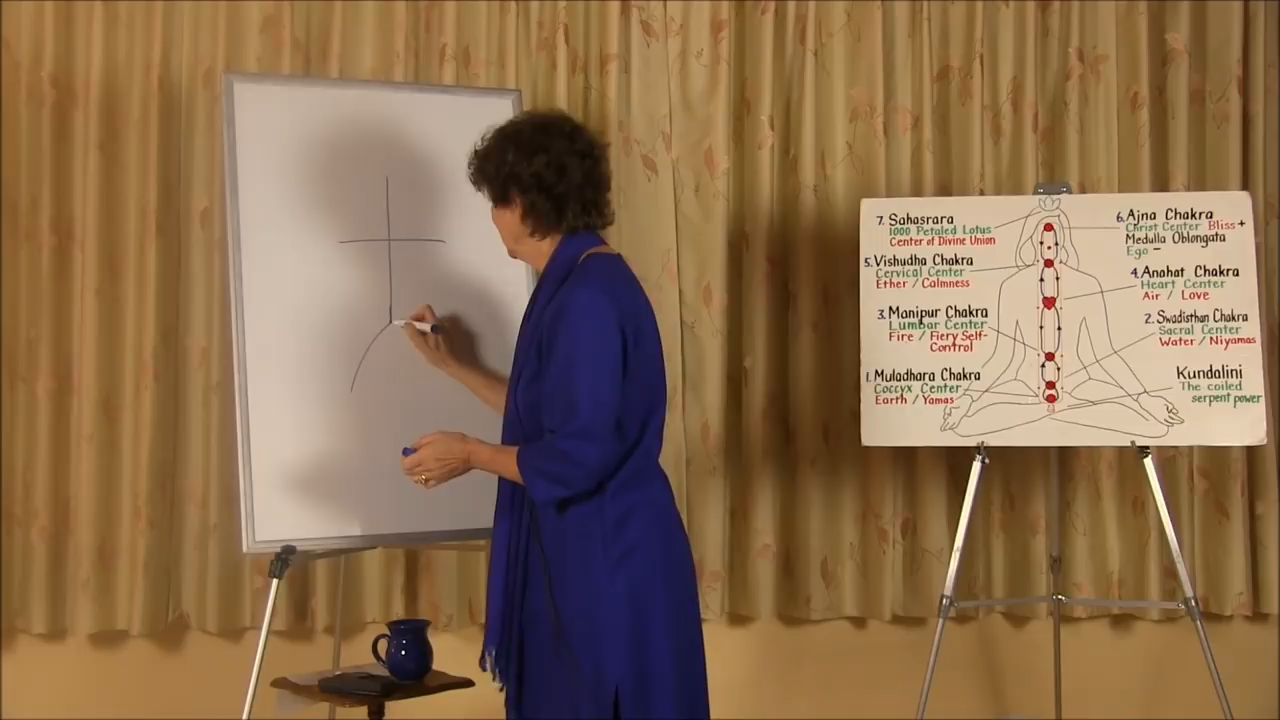 7. Sahasrara
1000 Petaled Lotus
Center of Divine Union
6. Ajna Chakra
Christ Center Bliss +
Medulla Oblongata
Ego -
5. Vishudha Chakra
Cervical Center
Ether / Calmness
4. Anahat Chakra
Heart Center
Air / Love
3. Manipur Chakra
Lumbar Center
Fire / Fiery Self-
Control
2. Swadisthan Chakra
Sacral Center
Water / Niyamas
1. Muladhara Chakra
Coccyx Center
Earth / Yamas
Kundalini
The coiled
serpent power